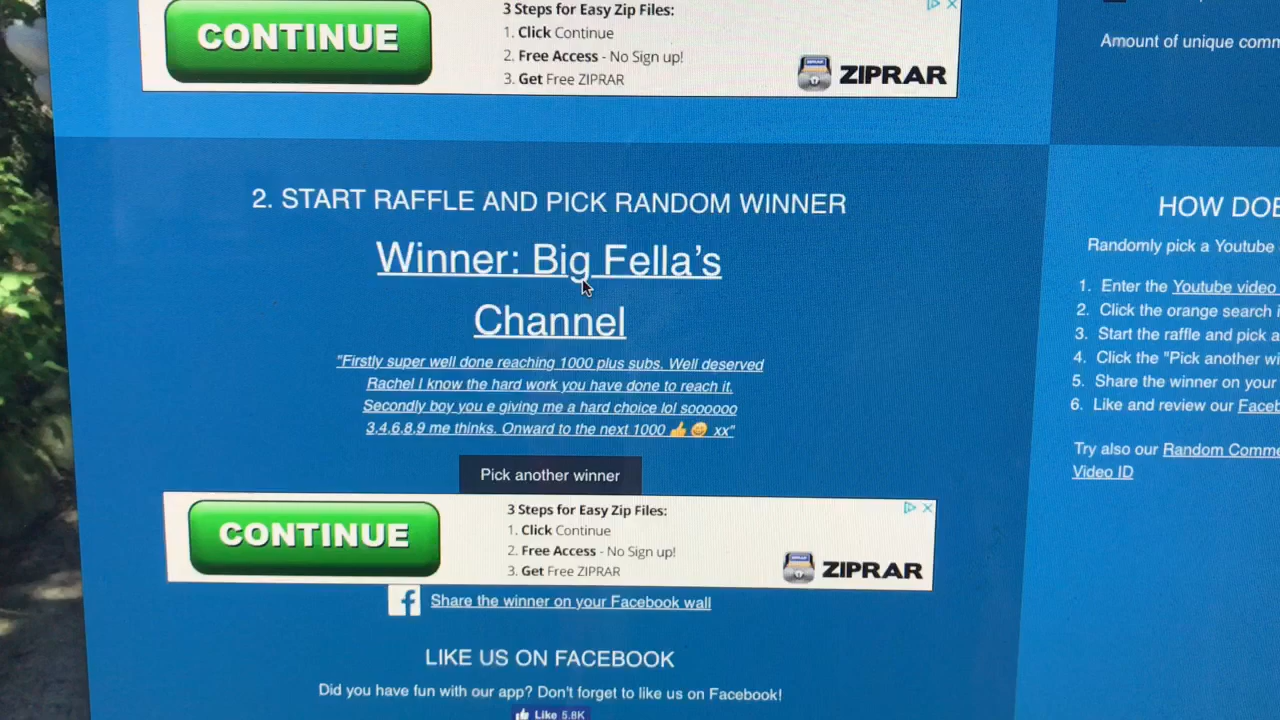 CONTINUE
3 Steps for Easy Zip Files:
1. Click Continue
2. Free Access - No Sign up!
3. Get Free ZIPRAR
ZIPRAR
Amount of unique
2. START RAFFLE AND PICK RANDOM WINNER
Winner: Big Fella's
Channel
"Firstly super well done reaching 1000 plus subs. Well deserved
Rachel I know the hard work you have done to reach it.
Secondly boy you e giving me a hard choice lol soooooo
3,4,6,8,9 me thinks. Onward to the next 1000 👍😊 xx"
Pick another winner
CONTINUE
3 Steps for Easy Zip Files:
1. Click Continue
2. Free Access - No Sign up!
3. Get Free ZIPRAR
ZIPRAR
Share the winner on your Facebook wall
LIKE US ON FACEBOOK
Did you have fun with our app? Don't forget to like us on Facebook!
Like 5.8K
HOW
Randomly pick a Youtube
1. Enter the Youtube video
2. Click the orange search
3. Start the raffle and pick a
4. Click the "Pick another
5. Share the winner on your
6. Like and review our
Try also our Random
Video ID